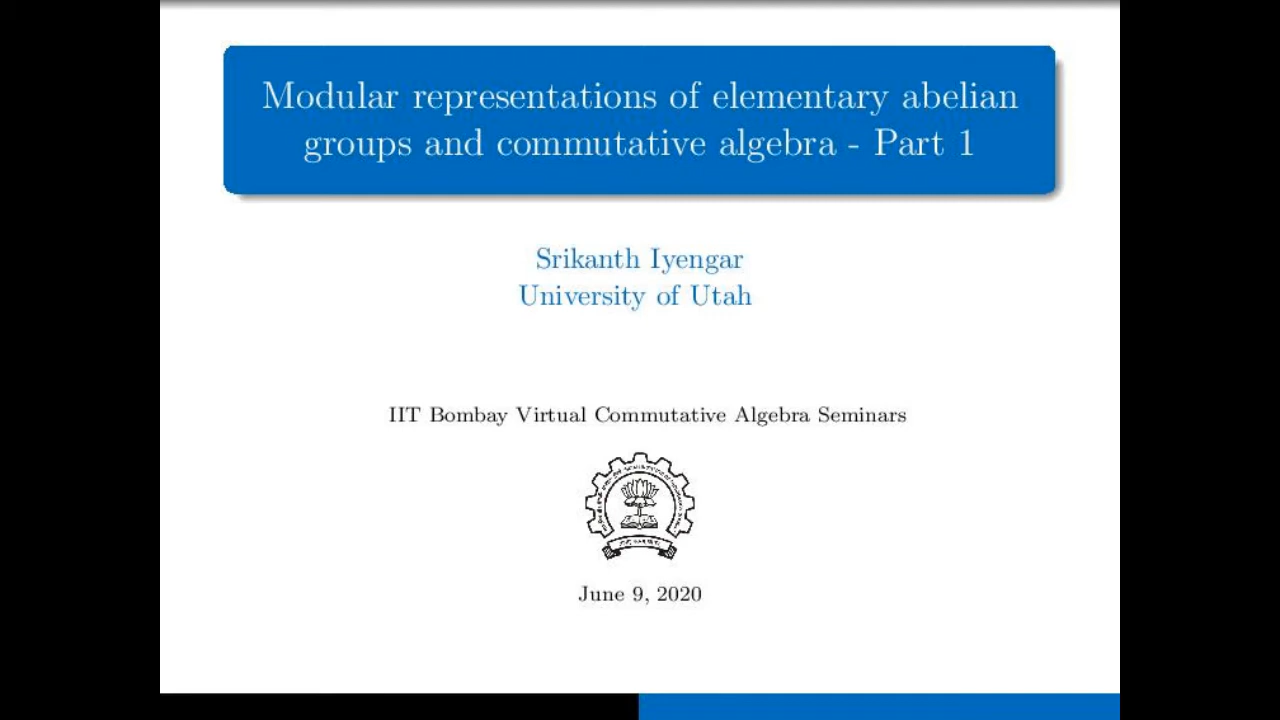 Modular representations of elementary abelian
groups and commutative algebra - Part 1
Srikanth Iyengar
University of Utah
IIT Bombay Virtual Commutative Algebra Seminars
June 9, 2020